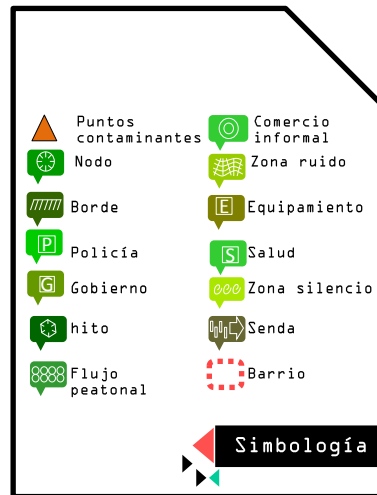 Puntos
contaminantes
Nodo
Borde
P
Policía
G
Gobierno
hito
Flujo
peatonal
Comercio
informal
Zona ruido
E
Equipamiento
S
Salud
Zona silencio
Senda
Barrio
Simbología